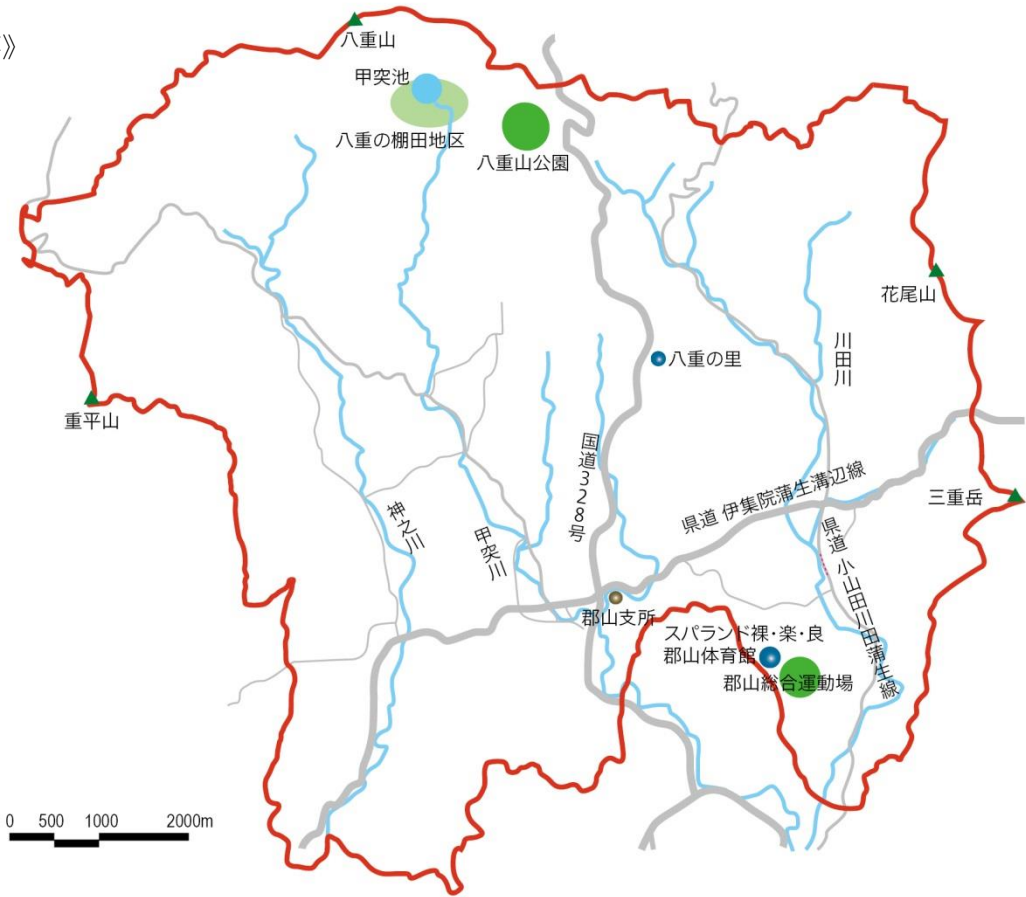 》
八重山
甲突池
八重の棚田地区
八重山公園
花尾山
川田川
八重の里
重平山
国道328号
県道 伊集院蒲生溝辺線
三重岳
神之川
甲突川
県道 小山田川田蒲生線
郡山支所
スパランド裸・楽・良
郡山体育館
郡山総合運動場
0 500 1000 2000m